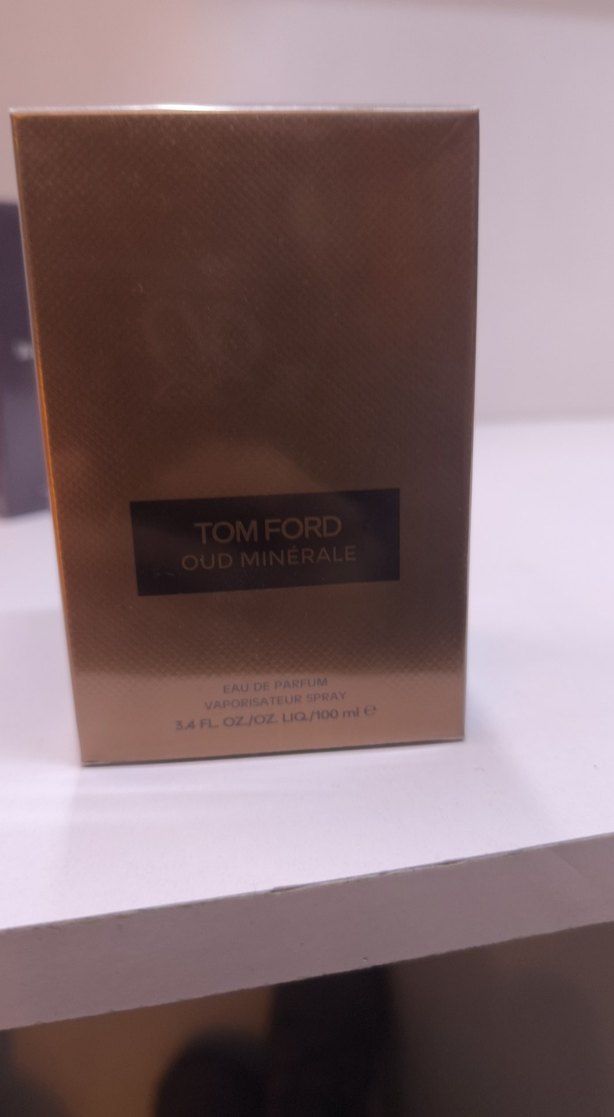 TOM FORD
OUD MINÉRALE
EAU DE PARFUM
VAPORISATEUR SPRAY
3.4 FL. OZ./OZ. LIQ./100 ml ℮